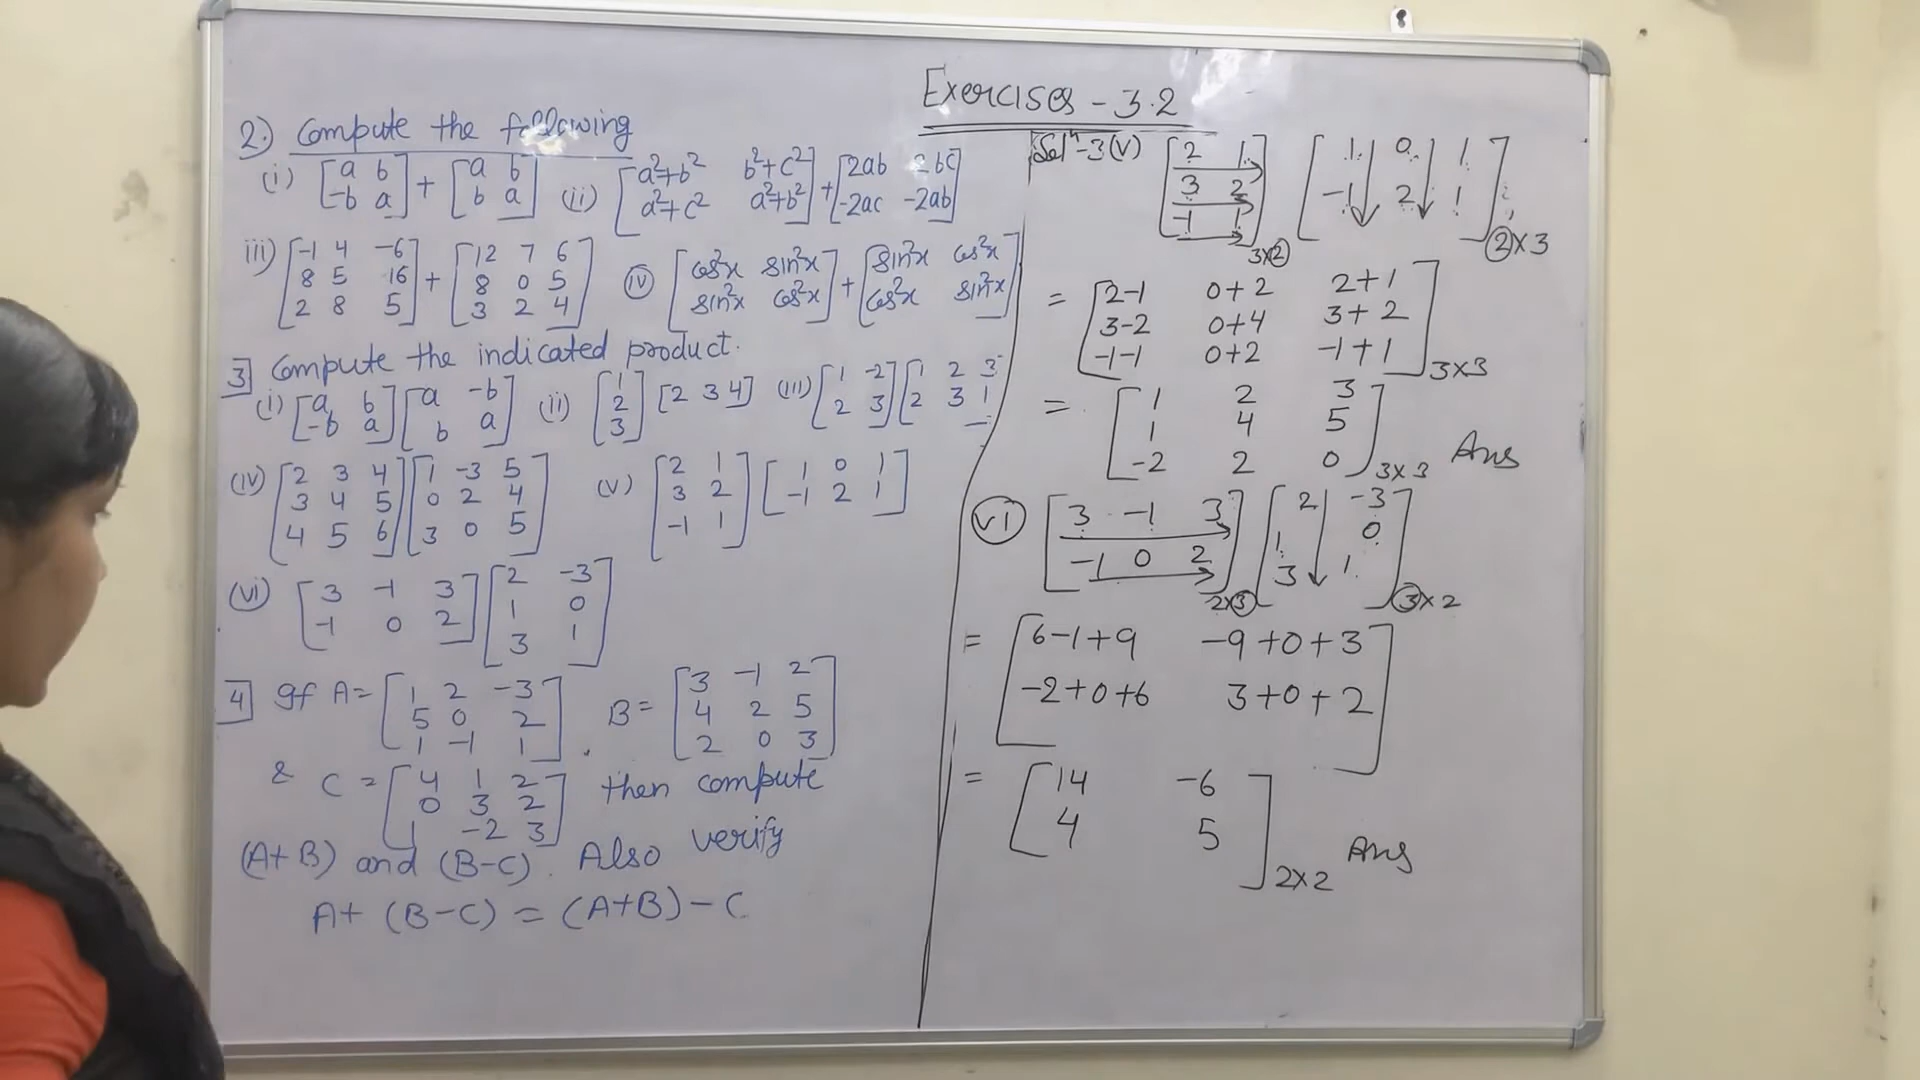 Exercises - 3.2
2) Compute the following
(i) [a b] + [a b] (ii) [a²+b² b²+c²] + [2ab 2bc]
[-b a] [b a] [a²+c² a²+b²] [-2ac -2ab]
iii) [-1 4 -6] + [12 7 6] (iv) [cos²x sin²x] + [sin²x cos²x]
[8 5 16] [8 0 5] [sin²x cos²x] [cos²x sin²x]
[2 8 5] [3 2 4]
3] Compute the indicated product.
(i) [a b] [a -b] (ii) [1] [2 3 4] (iii) [1 -2] [1 2 3]
[-b a] [b a] [2] [2 3] [2 3 1]
[3]
(iv) [2 3 4] [1 -3 5] (v) [2 1] [1 0 1]
[3 4 5] [0 2 4] [3 2] [-1 2 1]
[4 5 6] [3 0 5] [-1 1]
(vi) [3 -1 3] [2 -3]
[-1 0 2] [1 0]
[3 1]
4] If A= [1 2 -3] B= [3 -1 2]
[5 0 2] [4 2 5]
[1 -1 1] . [2 0 3]
& C = [4 1 2] then compute
[0 3 2]
[1 -2 3]
(A+B) and (B-C). Also verify
A+ (B-C) = (A+B) - C
Solⁿ-3(v) [2 1] [1 0 1]
[3 2] [-1 2 1]
[-1 1] 3x2 2x3
= [2-1 0+2 2+1]
[3-2 0+4 3+2]
[-1-1 0+2 -1+1] 3x3
= [1 2 3]
[1 4 5]
[-2 2 0] 3x3 Ans
(vi) [3 -1 3] [2 -3]
[-1 0 2] [1 0]
2x3 [3 1] 3x2
= [6-1+9 -9+0+3]
[-2+0+6 3+0+2]
= [14 -6]
[4 5] 2x2 Ans